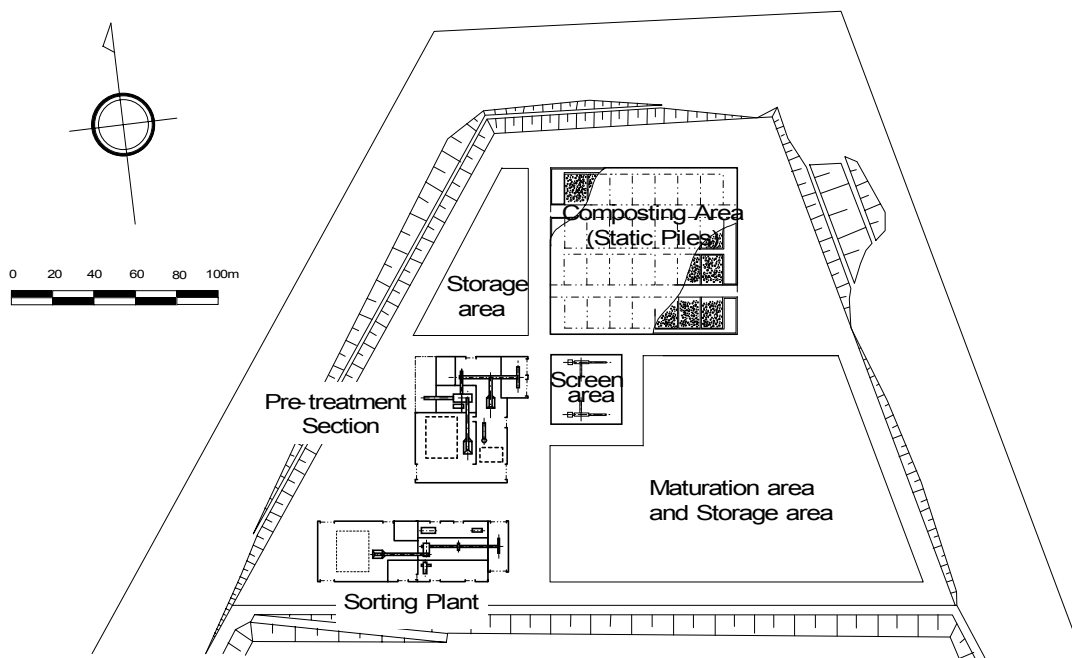 Composting Area
(Static Piles)
0 20 40 60 80 100m
Storage
area
Screen
area
Pre-treatment
Section
Maturation area
and Storage area
Sorting Plant